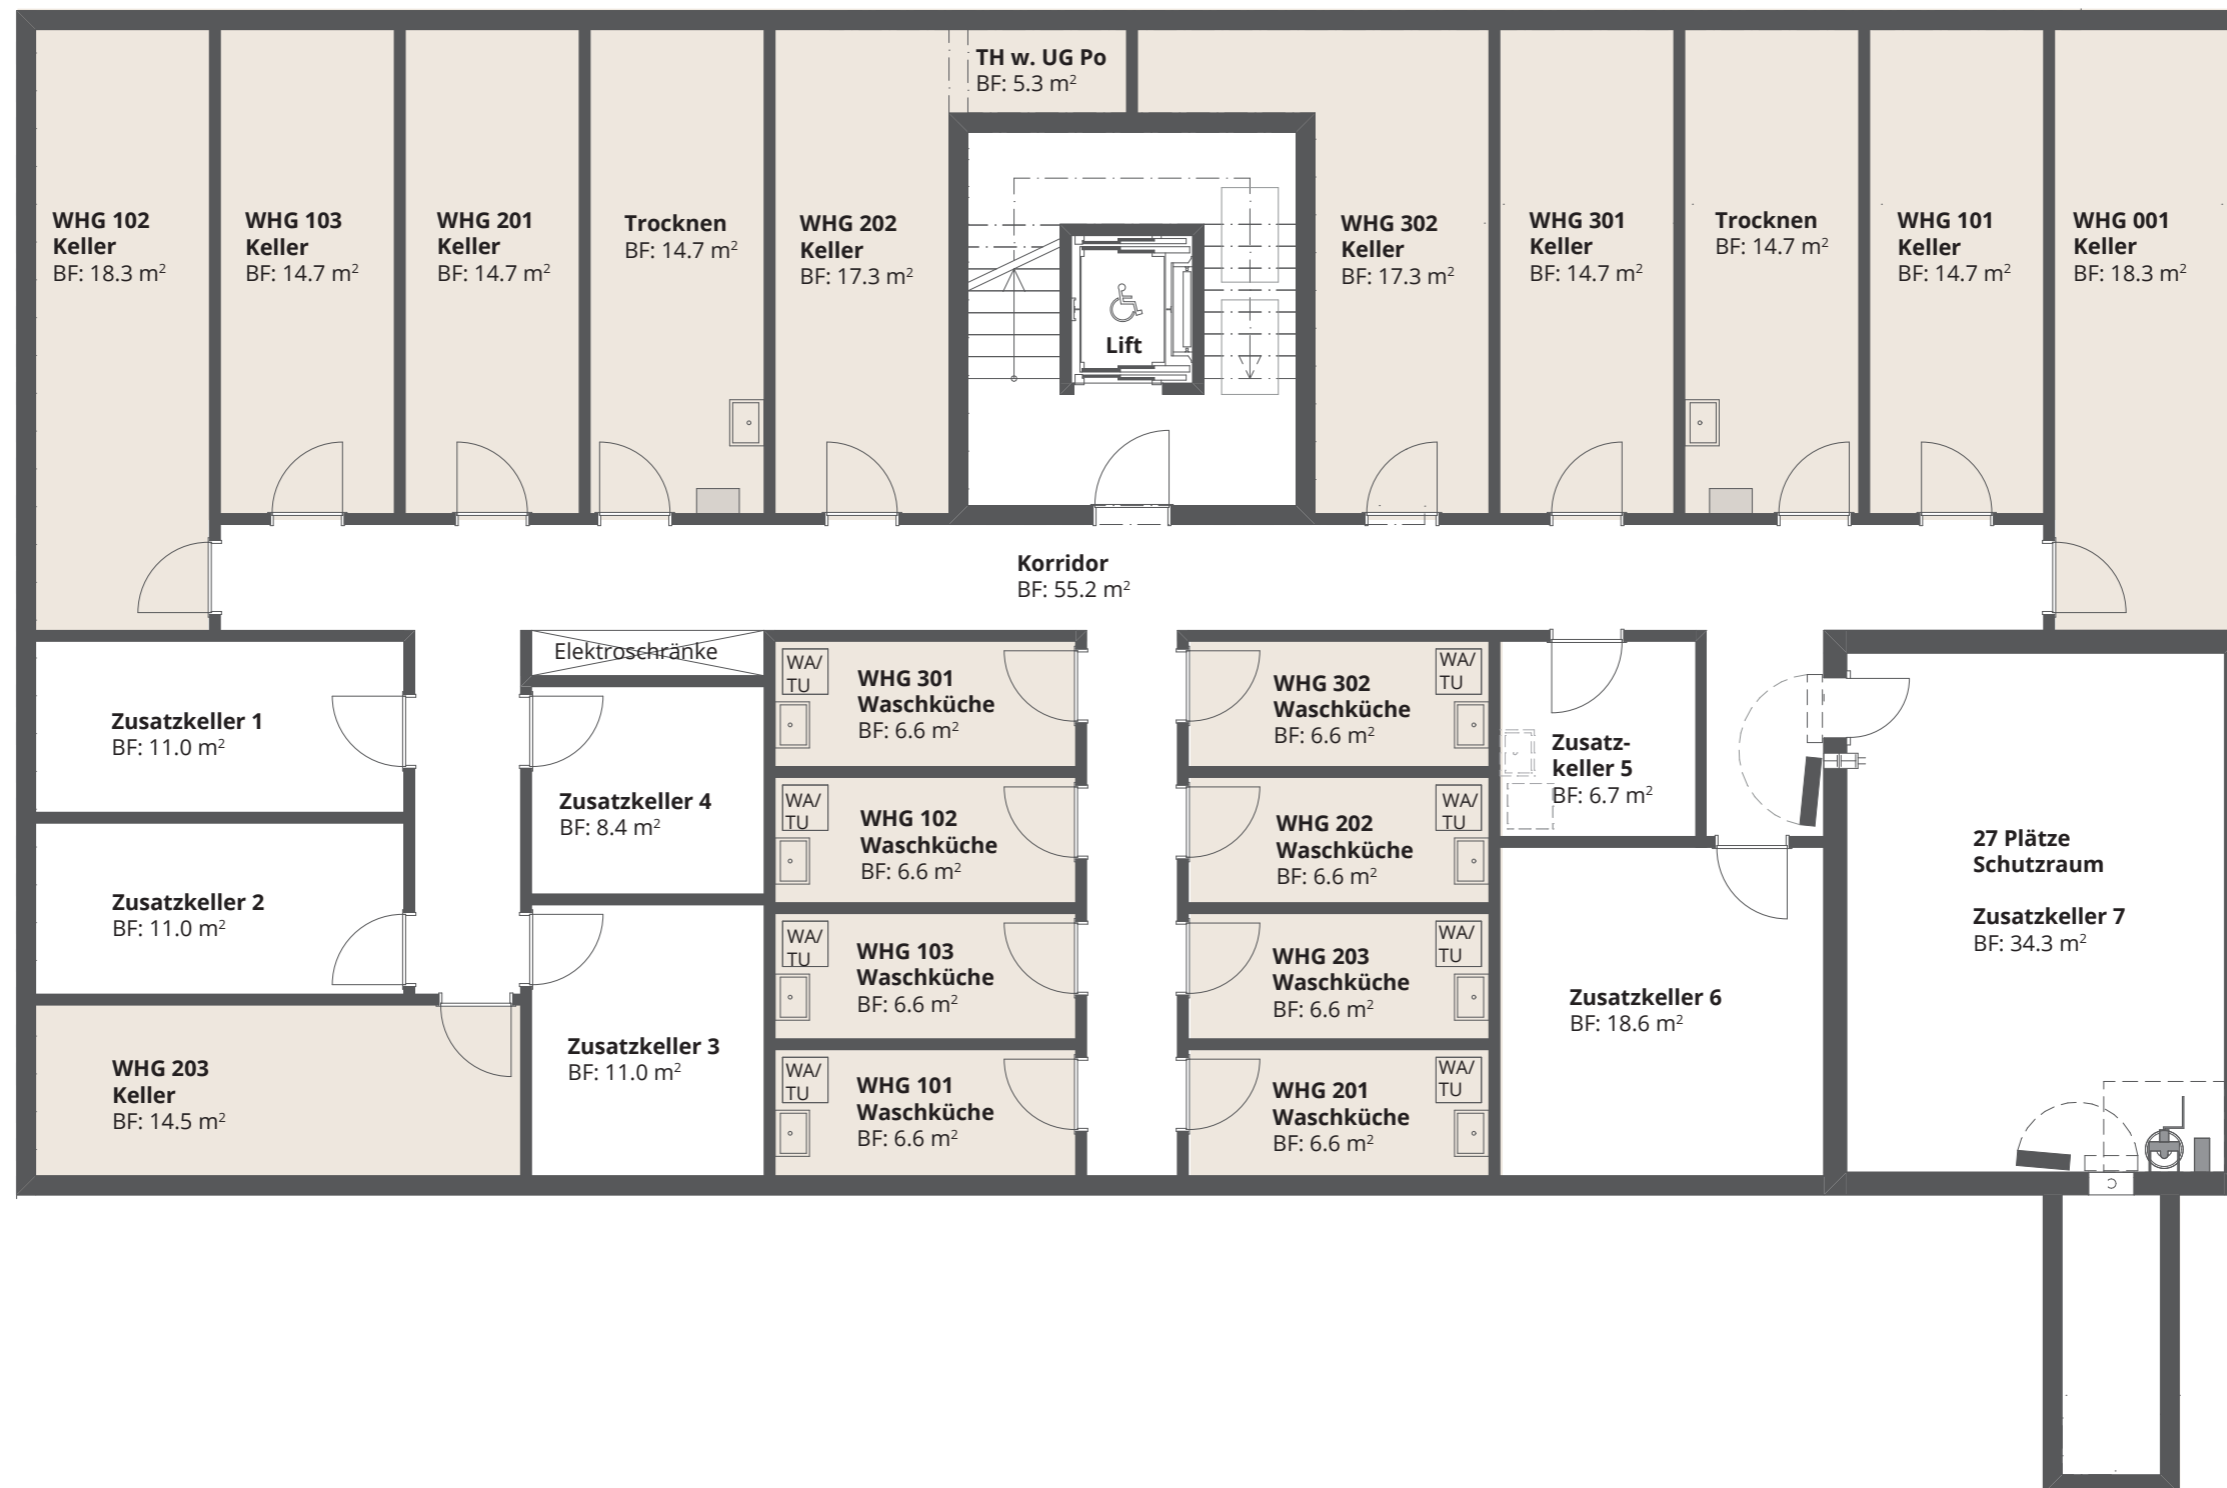 TH w. UG Po
BF: 5.3 m²
WHG 102
Keller
BF: 18.3 m²
WHG 103
Keller
BF: 14.7 m²
WHG 201
Keller
BF: 14.7 m²
Trocknen
BF: 14.7 m²
WHG 202
Keller
BF: 17.3 m²
Lift
WHG 302
Keller
BF: 17.3 m²
WHG 301
Keller
BF: 14.7 m²
Trocknen
BF: 14.7 m²
WHG 101
Keller
BF: 14.7 m²
WHG 001
Keller
BF: 18.3 m²
Korridor
BF: 55.2 m²
Zusatzkeller 1
BF: 11.0 m²
Zusatzkeller 2
BF: 11.0 m²
WHG 203
Keller
BF: 14.5 m²
Elektroschränke
Zusatzkeller 4
BF: 8.4 m²
Zusatzkeller 3
BF: 11.0 m²
WA/
TU
WHG 301
Waschküche
BF: 6.6 m²
WA/
TU
WHG 102
Waschküche
BF: 6.6 m²
WA/
TU
WHG 103
Waschküche
BF: 6.6 m²
WA/
TU
WHG 101
Waschküche
BF: 6.6 m²
WHG 302
Waschküche
BF: 6.6 m²
WA/
TU
WHG 202
Waschküche
BF: 6.6 m²
WA/
TU
WHG 203
Waschküche
BF: 6.6 m²
WA/
TU
WHG 201
Waschküche
BF: 6.6 m²
WA/
TU
Zusatz-
keller 5
BF: 6.7 m²
Zusatzkeller 6
BF: 18.6 m²
27 Plätze
Schutzraum
Zusatzkeller 7
BF: 34.3 m²